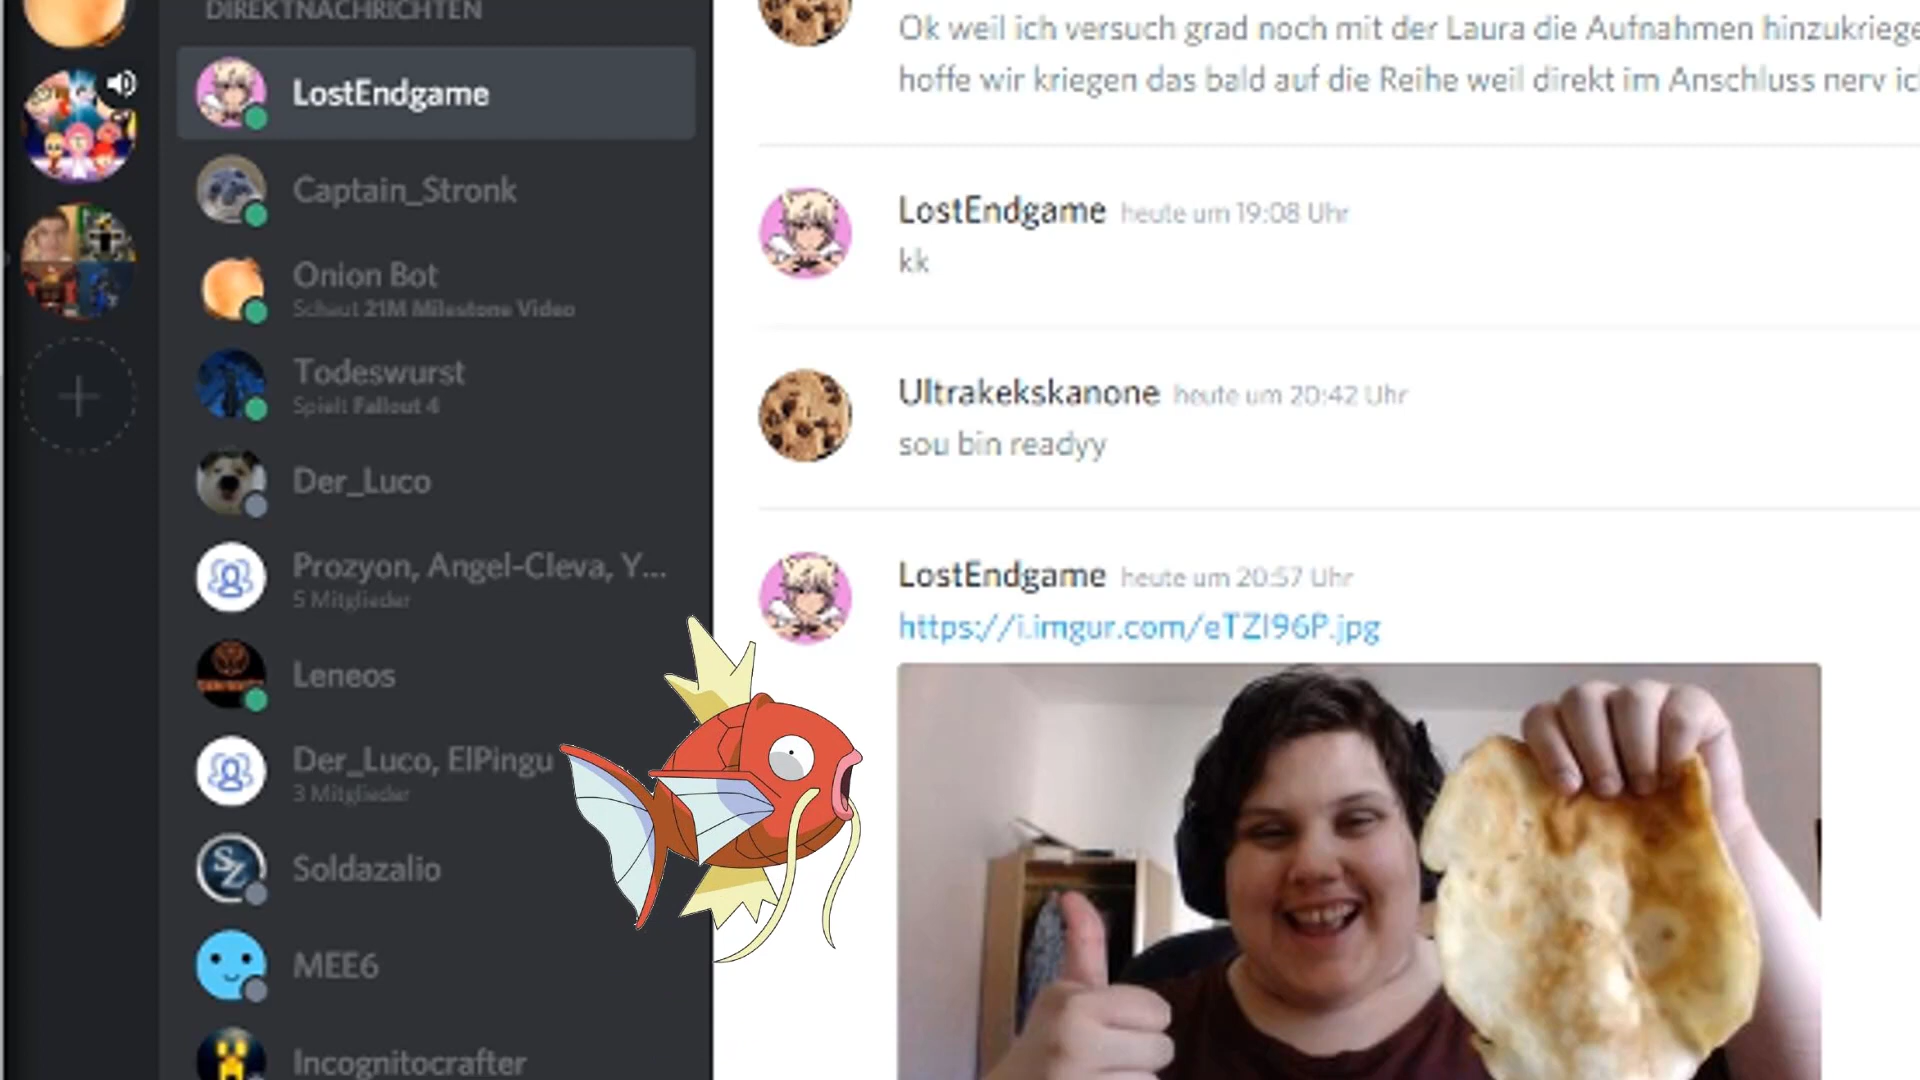 DIREKTNACHRICHTEN
LostEndgame
Captain_Stronk
Onion Bot
Schaut 21M Milestone Video
Todeswurst
Spielt Fallout 4
Der_Luco
Prozyon, Angel-Cleva, Y...
5 Mitglieder
Leneos
Der_Luco, ElPingu
3 Mitglieder
SZ
Soldazalio
MEE6
Incognitocrafter
Ok weil ich versuch grad noch mit der Laura die Aufnahmen hinzukriege
hoffe wir kriegen das bald auf die Reihe weil direkt im Anschluss nerv ic
LostEndgame heute um 19:08 Uhr
kk
Ultrakekskanone heute um 20:42 Uhr
sou bin readyy
LostEndgame heute um 20:57 Uhr
https://i.imgur.com/eTZI96P.jpg